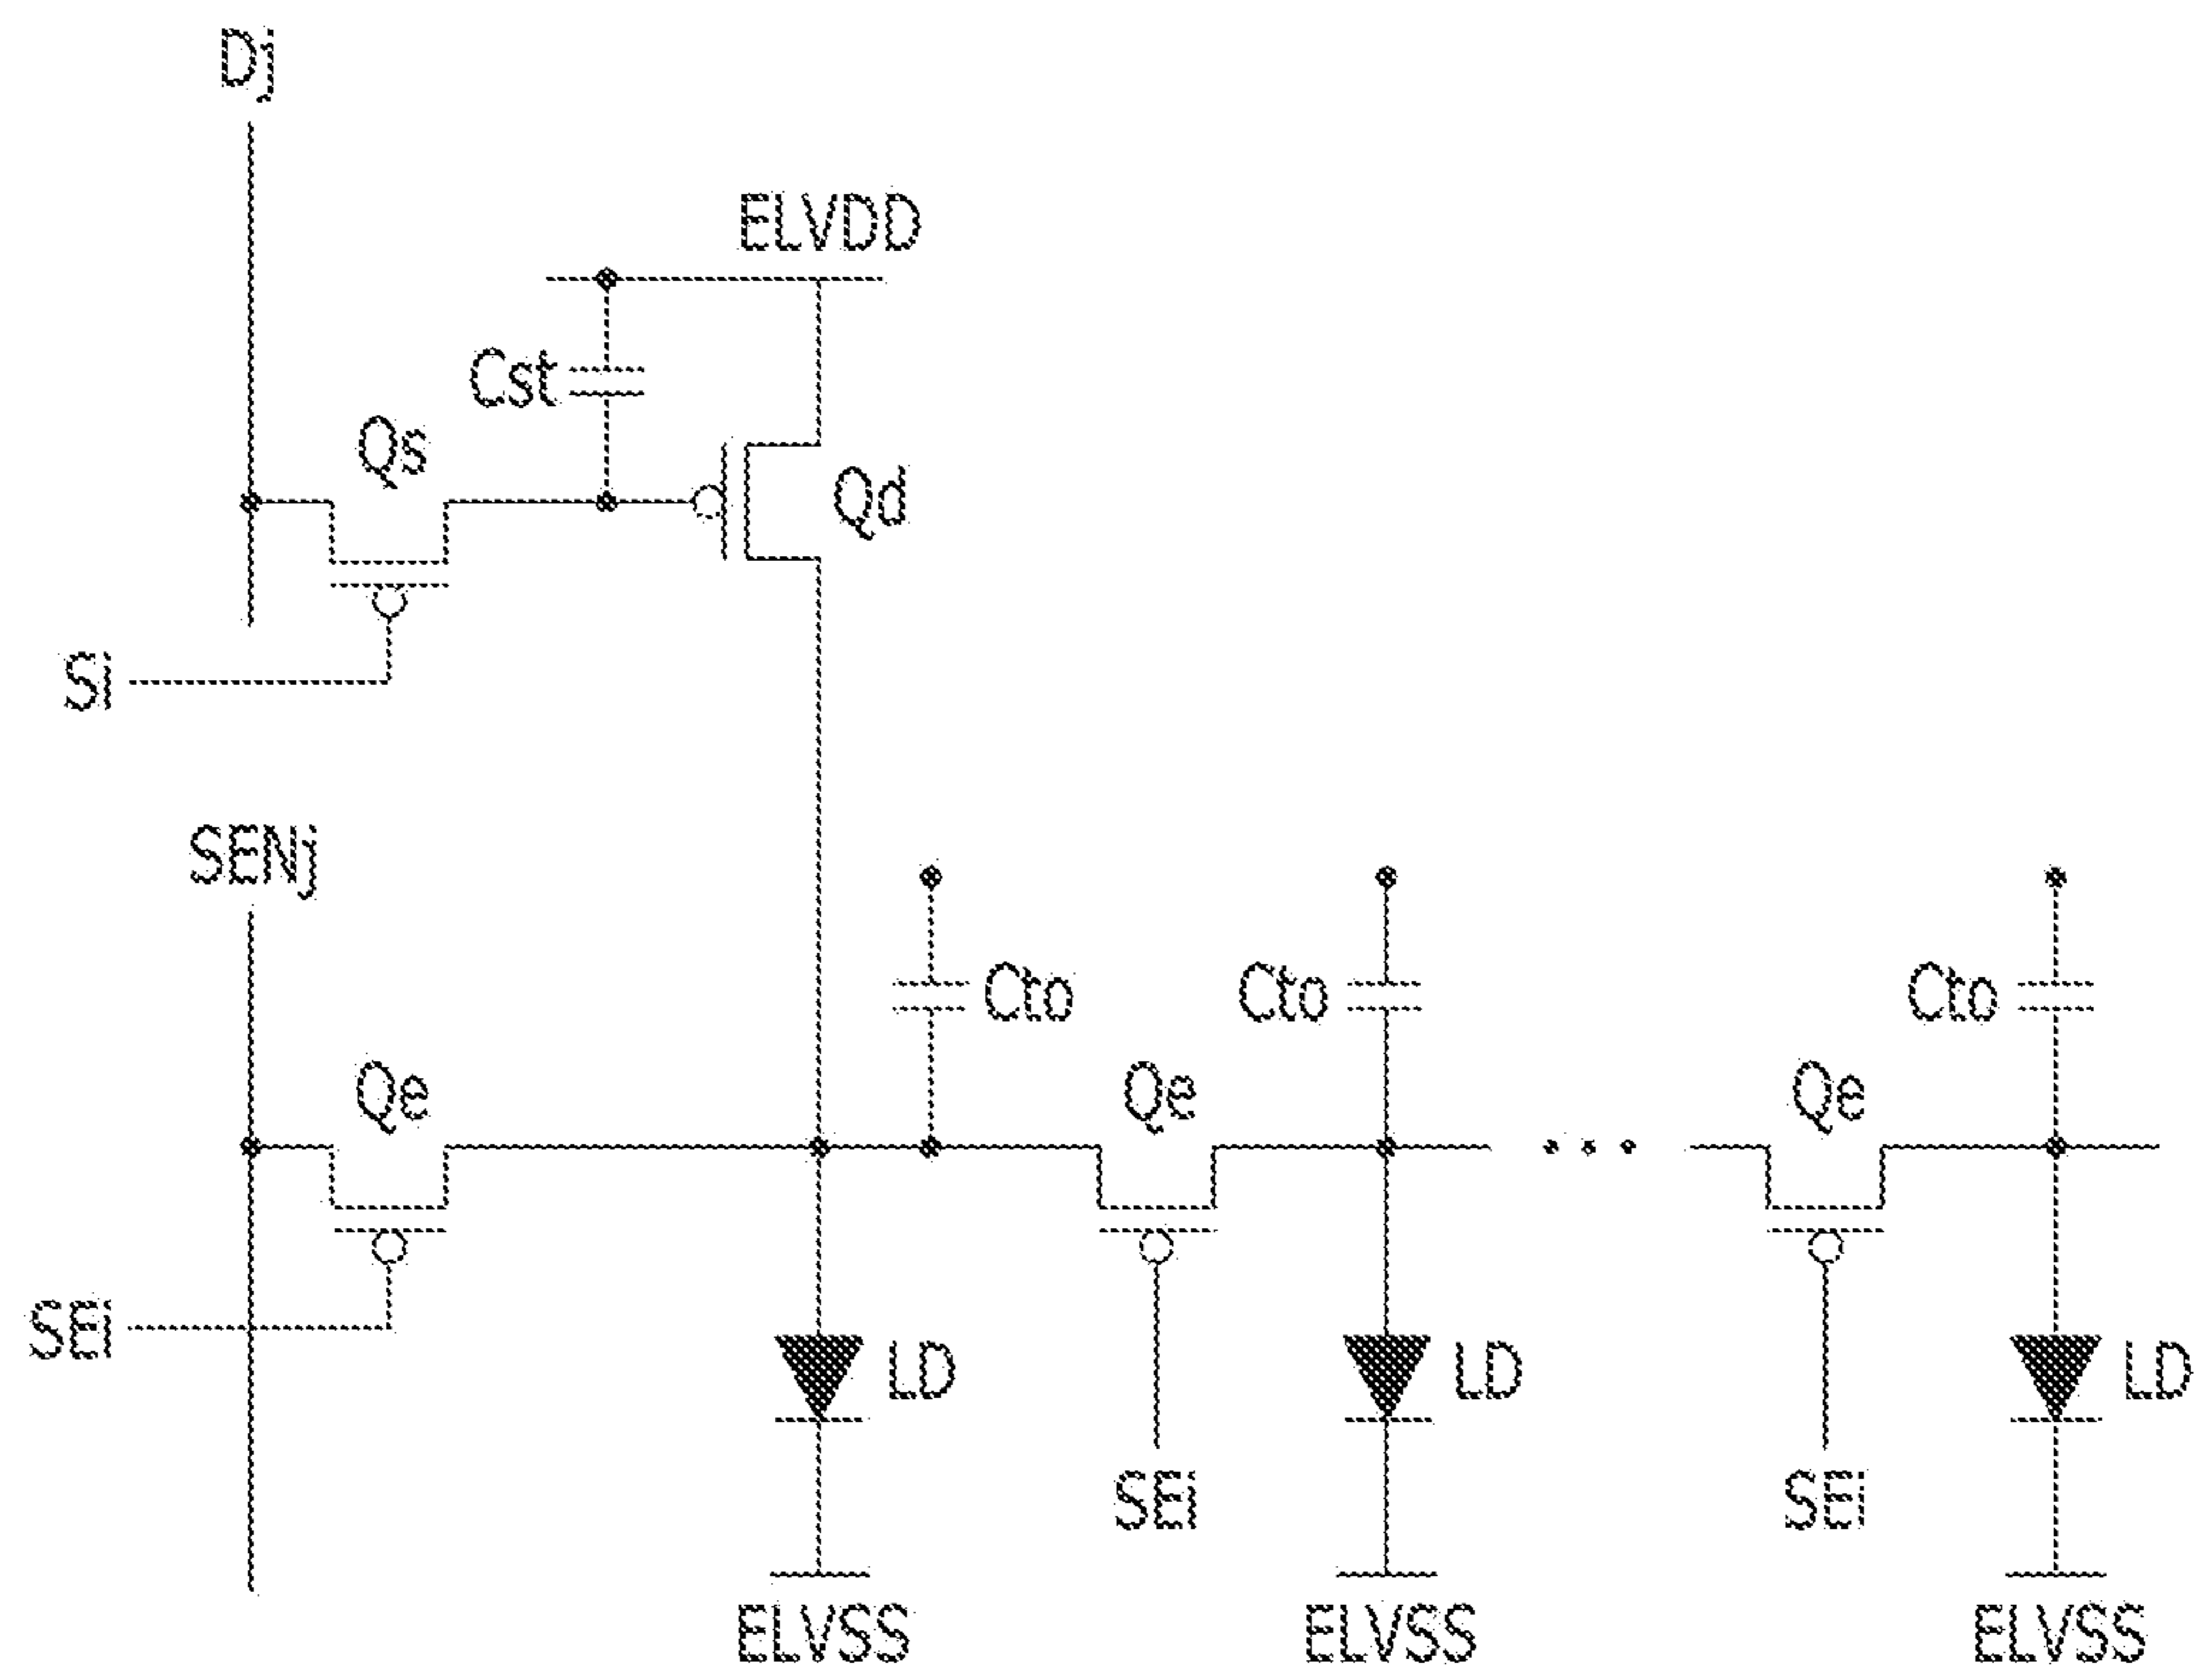 Dj
ELVDD
Cst
Qs
Qd
Si
SENj
Cto
Cto
Cto
Qe
Qe
Qe
SEi
LD
LD
LD
SEi
SEi
ELVSS
ELVSS
ELVSS